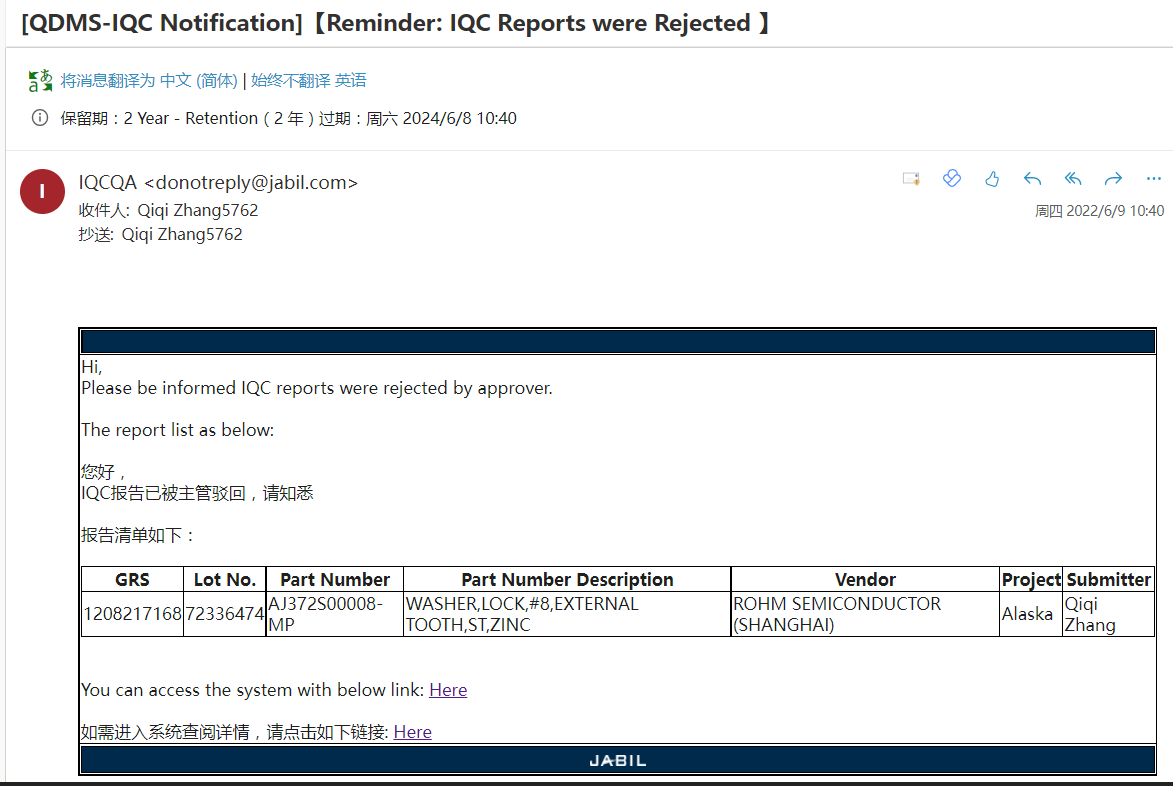 [QDMS-IQC Notification]【Reminder: IQC Reports were Rejected 】
将消息翻译为 中文 (简体) | 始终不翻译 英语
保留期：2 Year - Retention ( 2 年 ) 过期：周六 2024/6/8 10:40
I
IQCQA <donotreply@jabil.com>
收件人: Qiqi Zhang5762
周四 2022/6/9 10:40
抄送: Qiqi Zhang5762
Hi,
Please be informed IQC reports were rejected by approver.
The report list as below:
您好，
IQC报告已被主管驳回，请知悉
报告清单如下：
GRS Lot No. Part Number Part Number Description Vendor Project Submitter
1208217168 72336474 AJ372S00008-MP WASHER,LOCK,#8,EXTERNAL TOOTH,ST,ZINC ROHM SEMICONDUCTOR (SHANGHAI) Alaska Qiqi Zhang
You can access the system with below link: Here
如需进入系统查阅详情，请点击如下链接: Here
JABIL